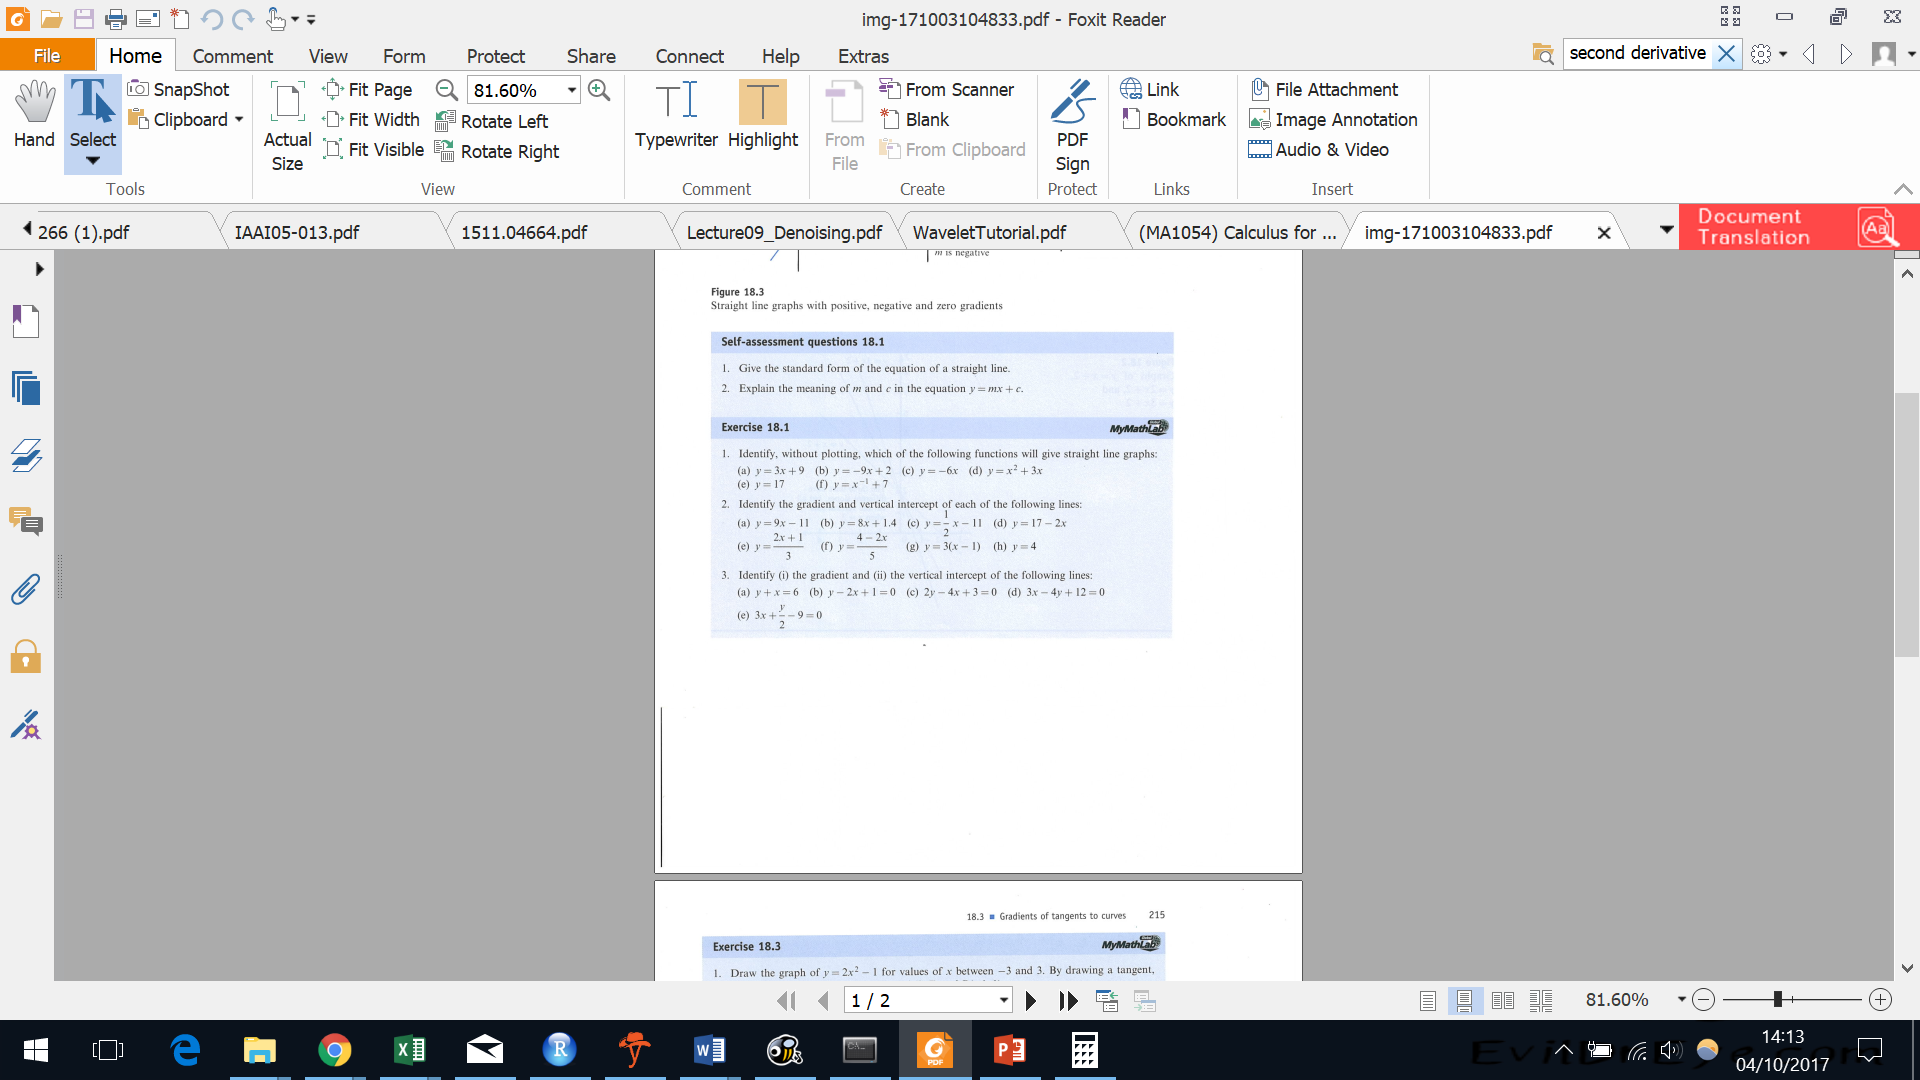 img-171003104833.pdf - Foxit Reader
File Home Comment View Form Protect Share Connect Help Extras
second derivative
Hand
Select
SnapShot
Clipboard
Tools
Actual Size
Fit Page
Fit Width
Fit Visible
81.60%
Rotate Left
Rotate Right
View
Typewriter
Highlight
Comment
From File
From Scanner
Blank
From Clipboard
Create
PDF Sign
Protect
Link
Bookmark
Links
File Attachment
Image Annotation
Audio & Video
Insert
266 (1).pdf
IAAI05-013.pdf
1511.04664.pdf
Lecture09_Denoising.pdf
WaveletTutorial.pdf
(MA1054) Calculus for ...
img-171003104833.pdf
Document
Translation
m is negative
Figure 18.3
Straight line graphs with positive, negative and zero gradients
Self-assessment questions 18.1
1. Give the standard form of the equation of a straight line.
2. Explain the meaning of m and c in the equation y = mx + c.
Exercise 18.1
MyMathLab
1. Identify, without plotting, which of the following functions will give straight line graphs:
(a) y = 3x + 9 (b) y = −9x + 2 (c) y = −6x (d) y = x² + 3x
(e) y = 17 (f) y = x⁻¹ + 7
2. Identify the gradient and vertical intercept of each of the following lines:
(a) y = 9x − 11 (b) y = 8x + 1.4 (c) y = 1/2 x − 11 (d) y = 17 − 2x
(e) y = 2x + 1/3 (f) y = 4 − 2x/5 (g) y = 3(x − 1) (h) y = 4
3. Identify (i) the gradient and (ii) the vertical intercept of the following lines:
(a) y + x = 6 (b) y − 2x + 1 = 0 (c) 2y − 4x + 3 = 0 (d) 3x − 4y + 12 = 0
(e) 3x + y/2 − 9 = 0
18.3 ■ Gradients of tangents to curves 215
Exercise 18.3
MyMathLab
1. Draw the graph of y = 2x² − 1 for values of x between −3 and 3. By drawing a tangent,
1 / 2
81.60%
14:13
04/10/2017